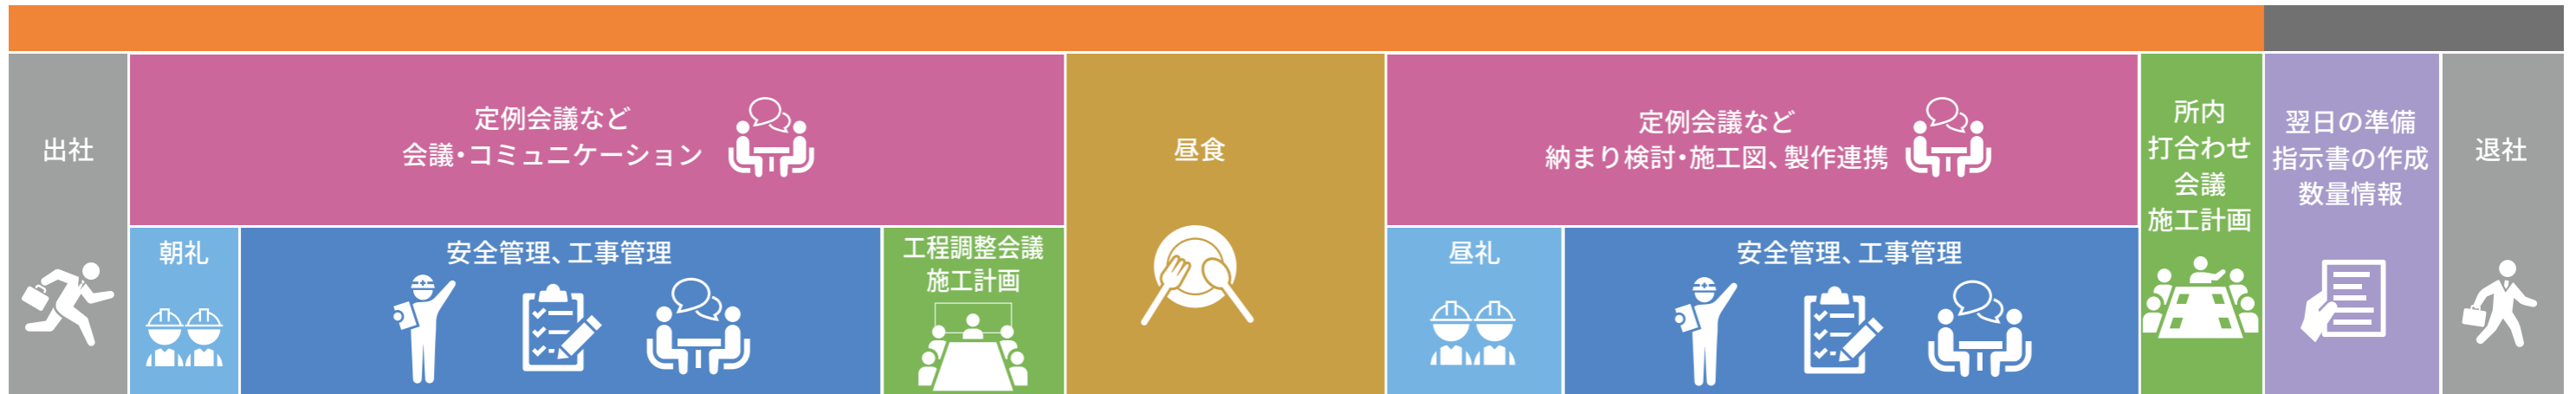 出社
定例会議など
会議・コミュニケーション
朝礼
安全管理、工事管理
工程調整会議
施工計画
昼食
定例会議など
納まり検討・施工図、製作連携
昼礼
安全管理、工事管理
所内
打合わせ
会議
施工計画
翌日の準備
指示書の作成
数量情報
退社